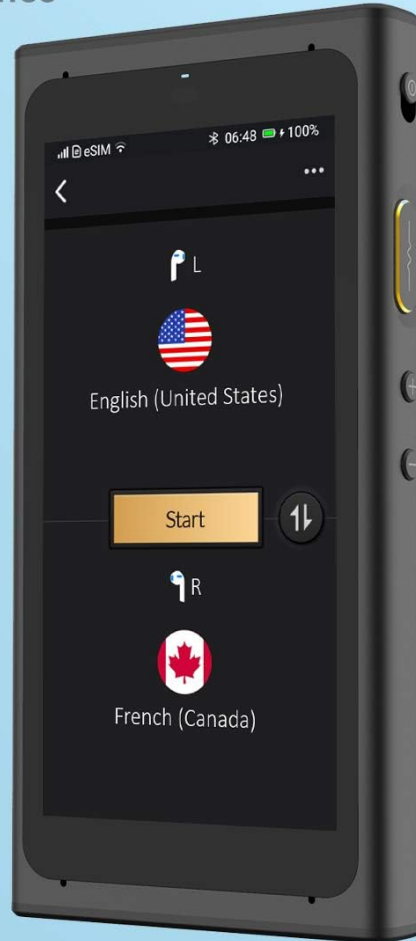 eSIM 06:48 100%
L
English (United States)
Start
R
French (Canada)